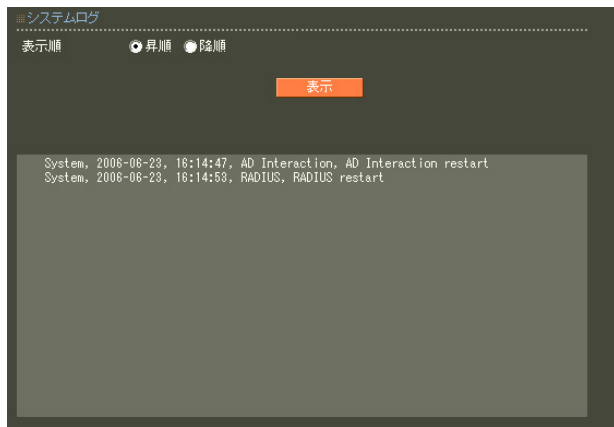 システムログ
表示順 昇順 降順
表示
System, 2006-06-23, 16:14:47, AD Interaction, AD Interaction restart
System, 2006-06-23, 16:14:53, RADIUS, RADIUS restart